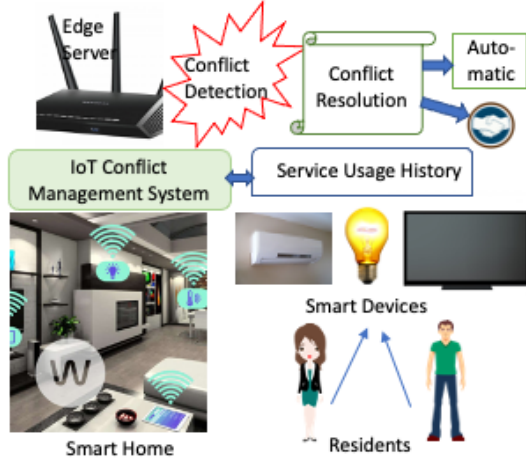 Edge
Server
Conflict
Detection
Conflict
Resolution
Auto-
matic
IoT Conflict
Management System
Service Usage History
Smart Devices
W
Smart Home
Residents